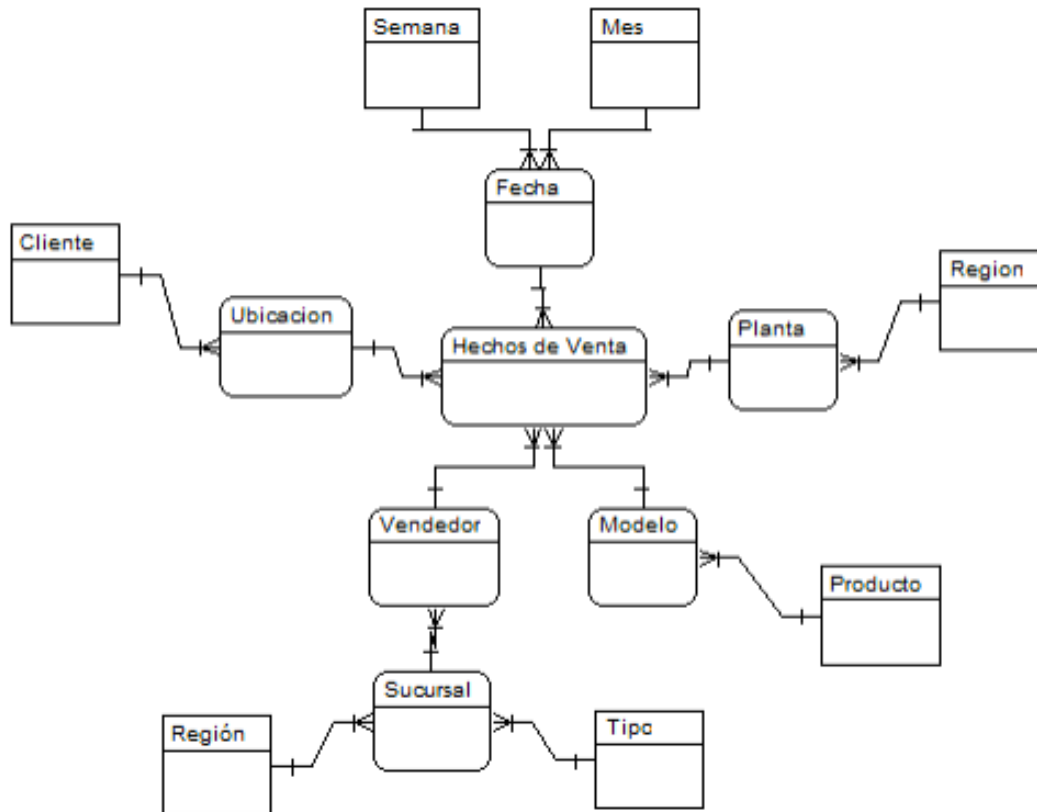 Semana
Mes
Fecha
Cliente
Region
Ubicacion
Planta
Hechos de Venta
Vendedor
Modelo
Producto
Sucursal
Región
Tipo